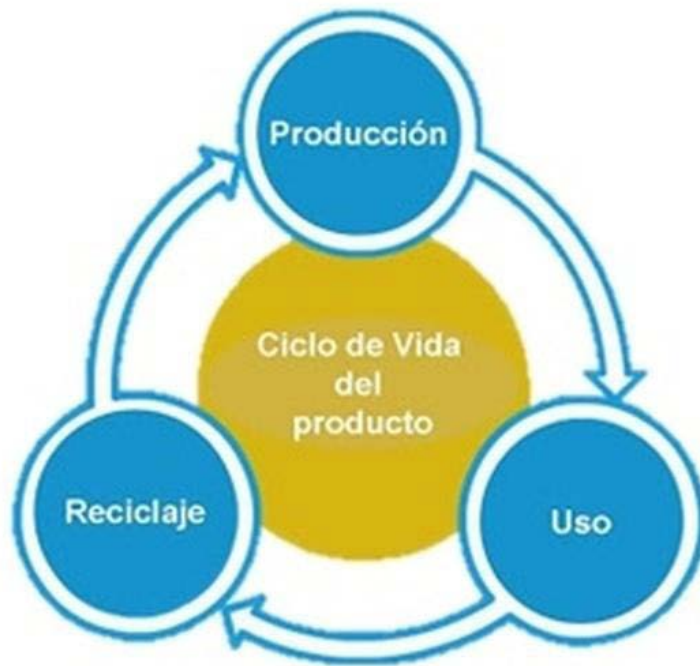 Producción
Ciclo de Vida
del
producto
Reciclaje
Uso